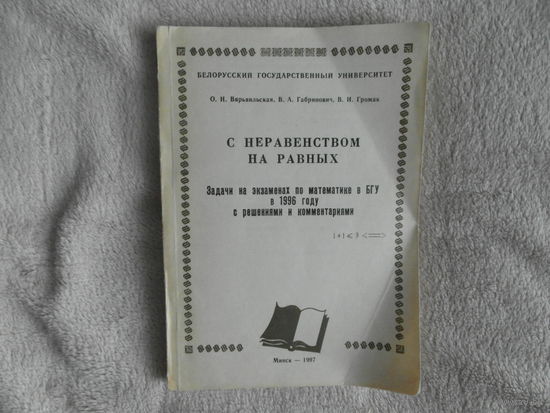 БЕЛОРУССКИЙ ГОСУДАРСТВЕННЫЙ УНИВЕРСИТЕТ
О. Н. Вирвильская, В. А. Габринович, В. И. Громак
С НЕРАВЕНСТВОМ
НА РАВНЫХ
Задачи на экзаменах по математике в БГУ
в 1996 году
с решениями и комментариями
Минск — 1997